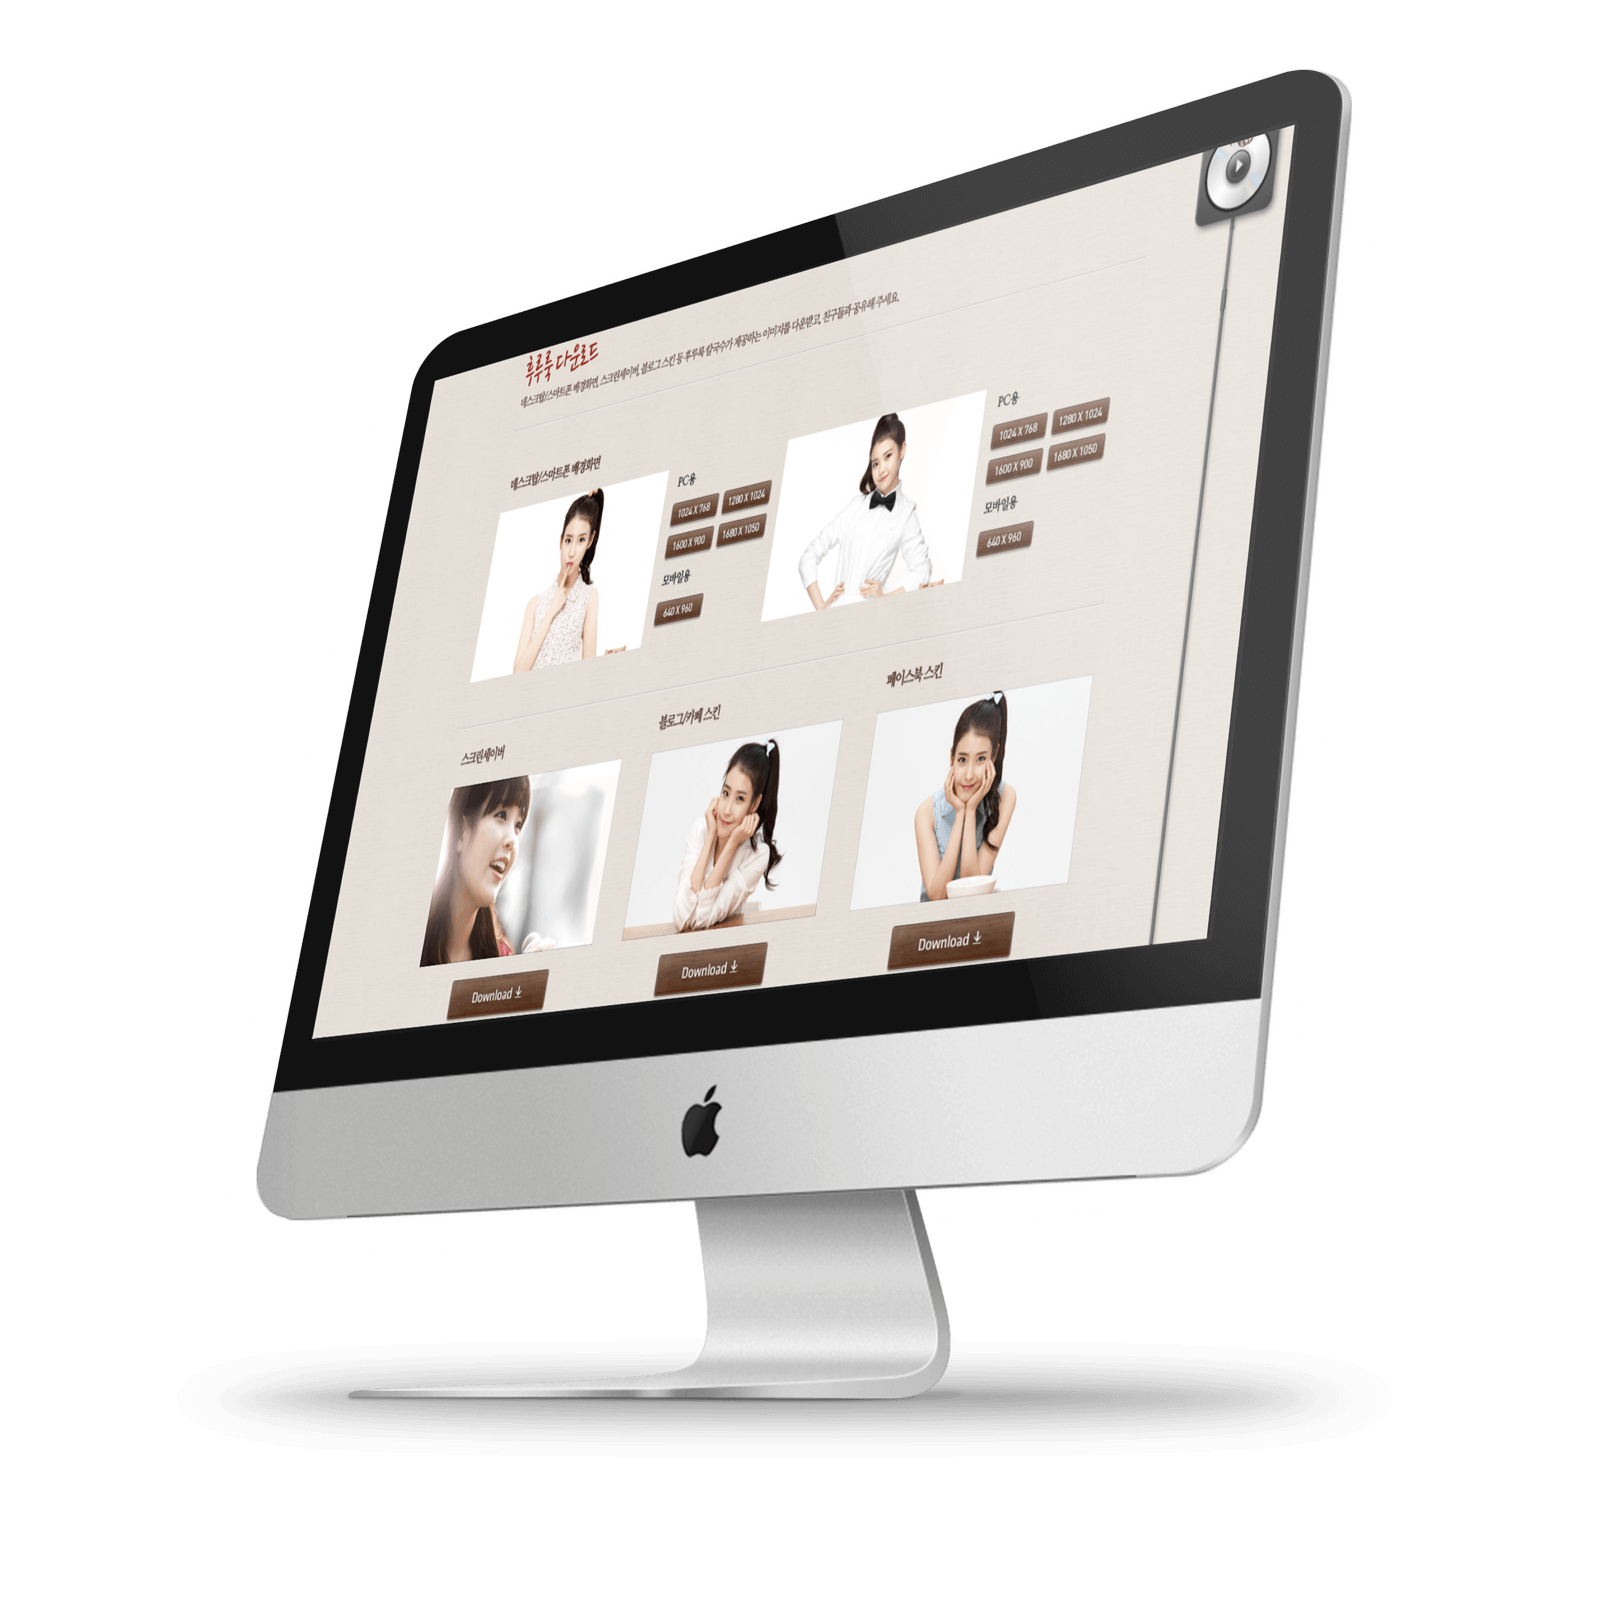 후루룩 다운로드
데스크탑/스마트폰 배경화면, 스크린세이버, 블로그 스킨 등 후루룩 칼국수가 제공하는 이미지를 다운받고, 친구들과 공유해 주세요.
데스크탑/스마트폰 배경화면
PC용
1024 X 768
1280 X 1024
1600 X 900
1680 X 1050
모바일용
640 X 960
PC용
1024 X 768
1280 X 1024
1600 X 900
1680 X 1050
모바일용
640 X 960
스크린세이버
블로그/카페 스킨
페이스북 스킨
Download
Download
Download